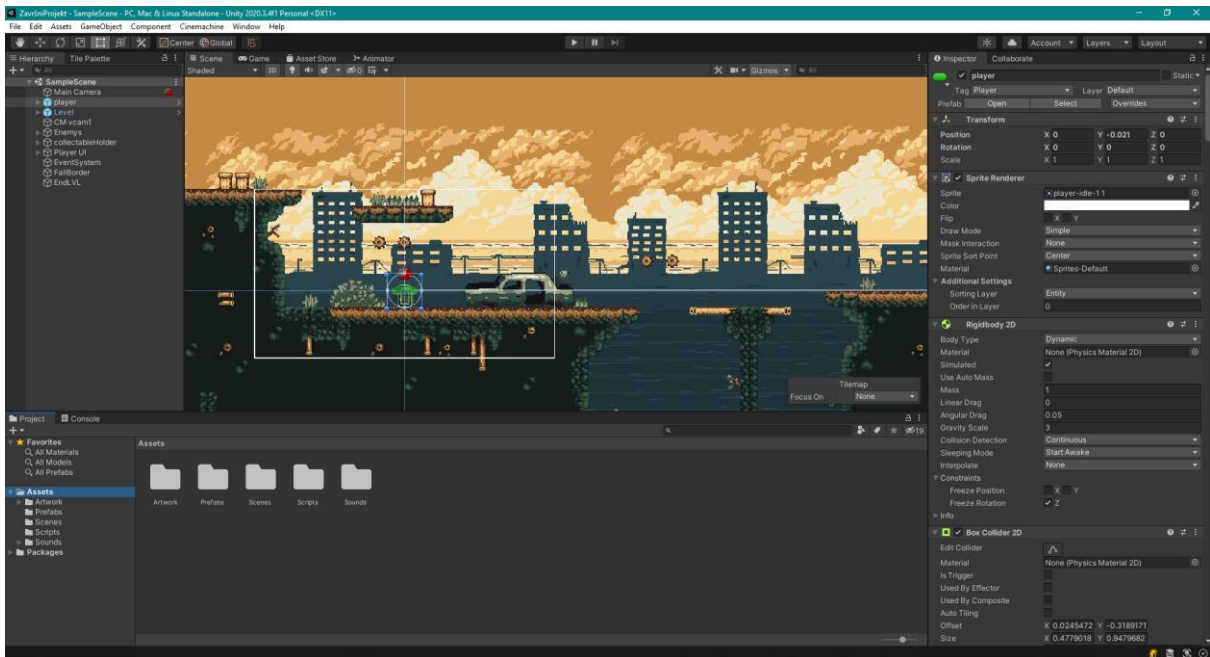 ZavršniProjekt - SampleScene - PC, Mac & Linux Standalone - Unity 2020.3.4f1 Personal <DX11>
File Edit Assets GameObject Component Cinemachine Window Help
Center Global
Account Layers Layout
Hierarchy Tile Palette
Scene Game Asset Store Animator
Inspector Collaborate
All
Shaded 2D 0 Gizmos All
SampleScene
Main Camera
player
Level
CM vcam1
Enemys
collectableHolder
Player UI
EventSystem
FallBorder
EndLVL
Tilemap
Focus On None
player Static
Tag Player Layer Default
Prefab Open Select Overrides
Transform
Position X 0 Y -0.021 Z 0
Rotation X 0 Y 0 Z 0
Scale X 1 Y 1 Z 1
Sprite Renderer
Sprite player-idle-1 1
Color
Flip X Y
Draw Mode Simple
Mask Interaction None
Sprite Sort Point Center
Material Sprites-Default
Additional Settings
Sorting Layer Entity
Order in Layer 0
Rigidbody 2D
Body Type Dynamic
Material None (Physics Material 2D)
Simulated
Use Auto Mass
Mass 1
Linear Drag 0
Angular Drag 0.05
Gravity Scale 3
Collision Detection Continuous
Sleeping Mode Start Awake
Interpolate None
Constraints
Freeze Position X Y
Freeze Rotation Z
Info
Box Collider 2D
Edit Collider
Material None (Physics Material 2D)
Is Trigger
Used By Effector
Used By Composite
Auto Tiling
Offset X 0.0245472 Y -0.3189171
Size X 0.4779018 Y 0.9479682
Project Console
19
Favorites
All Materials
All Models
All Prefabs
Assets
Artwork
Prefabs
Scenes
Scripts
Sounds
Packages
Assets
Artwork Prefabs Scenes Scripts Sounds